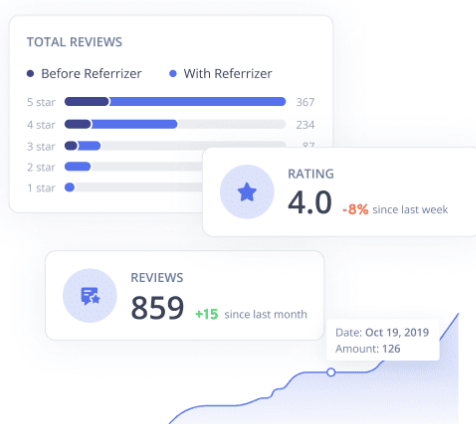 TOTAL REVIEWS
Before Referrizer With Referrizer
5 star 367
4 star 234
3 star 87
2 star
1 star
RATING
4.0 -8% since last week
REVIEWS
859 +15 since last month
Date: Oct 19, 2019
Amount: 126